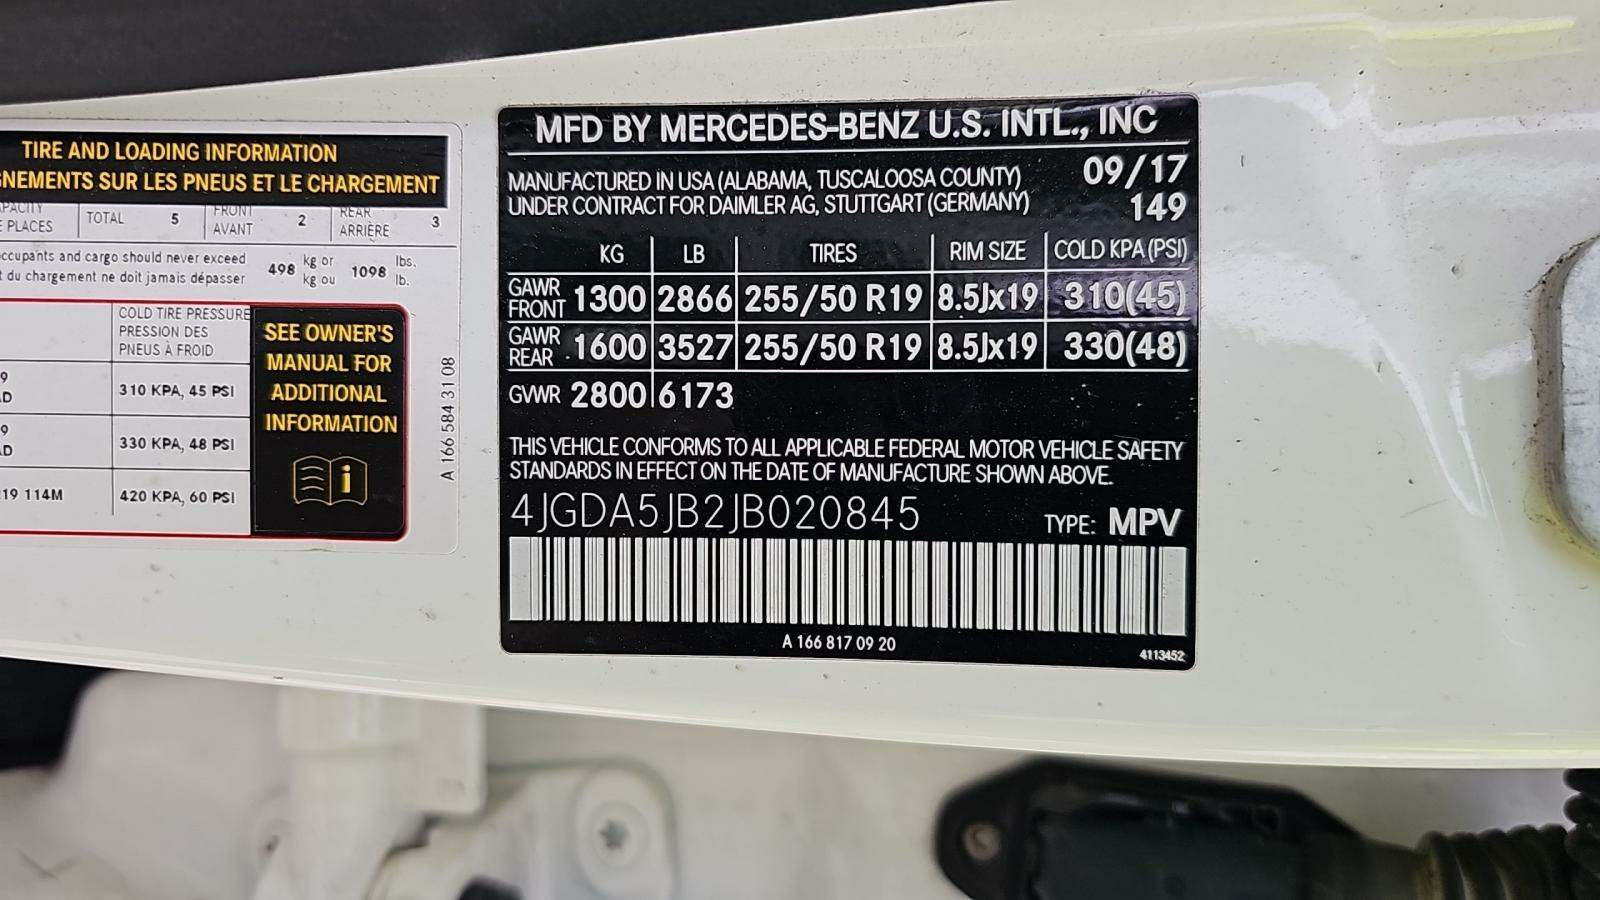 TIRE AND LOADING INFORMATION
GNEMENTS SUR LES PNEUS ET LE CHARGEMENT
APACITY
E PLACES
TOTAL 5
FRONT
AVANT
2
REAR
ARRIÈRE
3
ccupants and cargo should never exceed
t du chargement ne doit jamais dépasser
498
kg or
kg ou
1098
lbs.
lb.
COLD TIRE PRESSURE
PRESSION DES
PNEUS À FROID
9
D
310 KPA, 45 PSI
9
D
330 KPA, 48 PSI
19 114M
420 KPA, 60 PSI
SEE OWNER'S
MANUAL FOR
ADDITIONAL
INFORMATION
i
A 166 584 31 08
MFD BY MERCEDES-BENZ U.S. INTL., INC
MANUFACTURED IN USA (ALABAMA, TUSCALOOSA COUNTY)
UNDER CONTRACT FOR DAIMLER AG, STUTTGART (GERMANY)
09/17
149
KG LB TIRES RIM SIZE COLD KPA (PSI)
GAWR
FRONT
1300 2866 255/50 R19 8.5Jx19 310(45)
GAWR
REAR
1600 3527 255/50 R19 8.5Jx19 330(48)
GVWR 2800 6173
THIS VEHICLE CONFORMS TO ALL APPLICABLE FEDERAL MOTOR VEHICLE SAFETY
STANDARDS IN EFFECT ON THE DATE OF MANUFACTURE SHOWN ABOVE.
4JGDA5JB2JB020845
TYPE: MPV
A 166 817 09 20
4113452